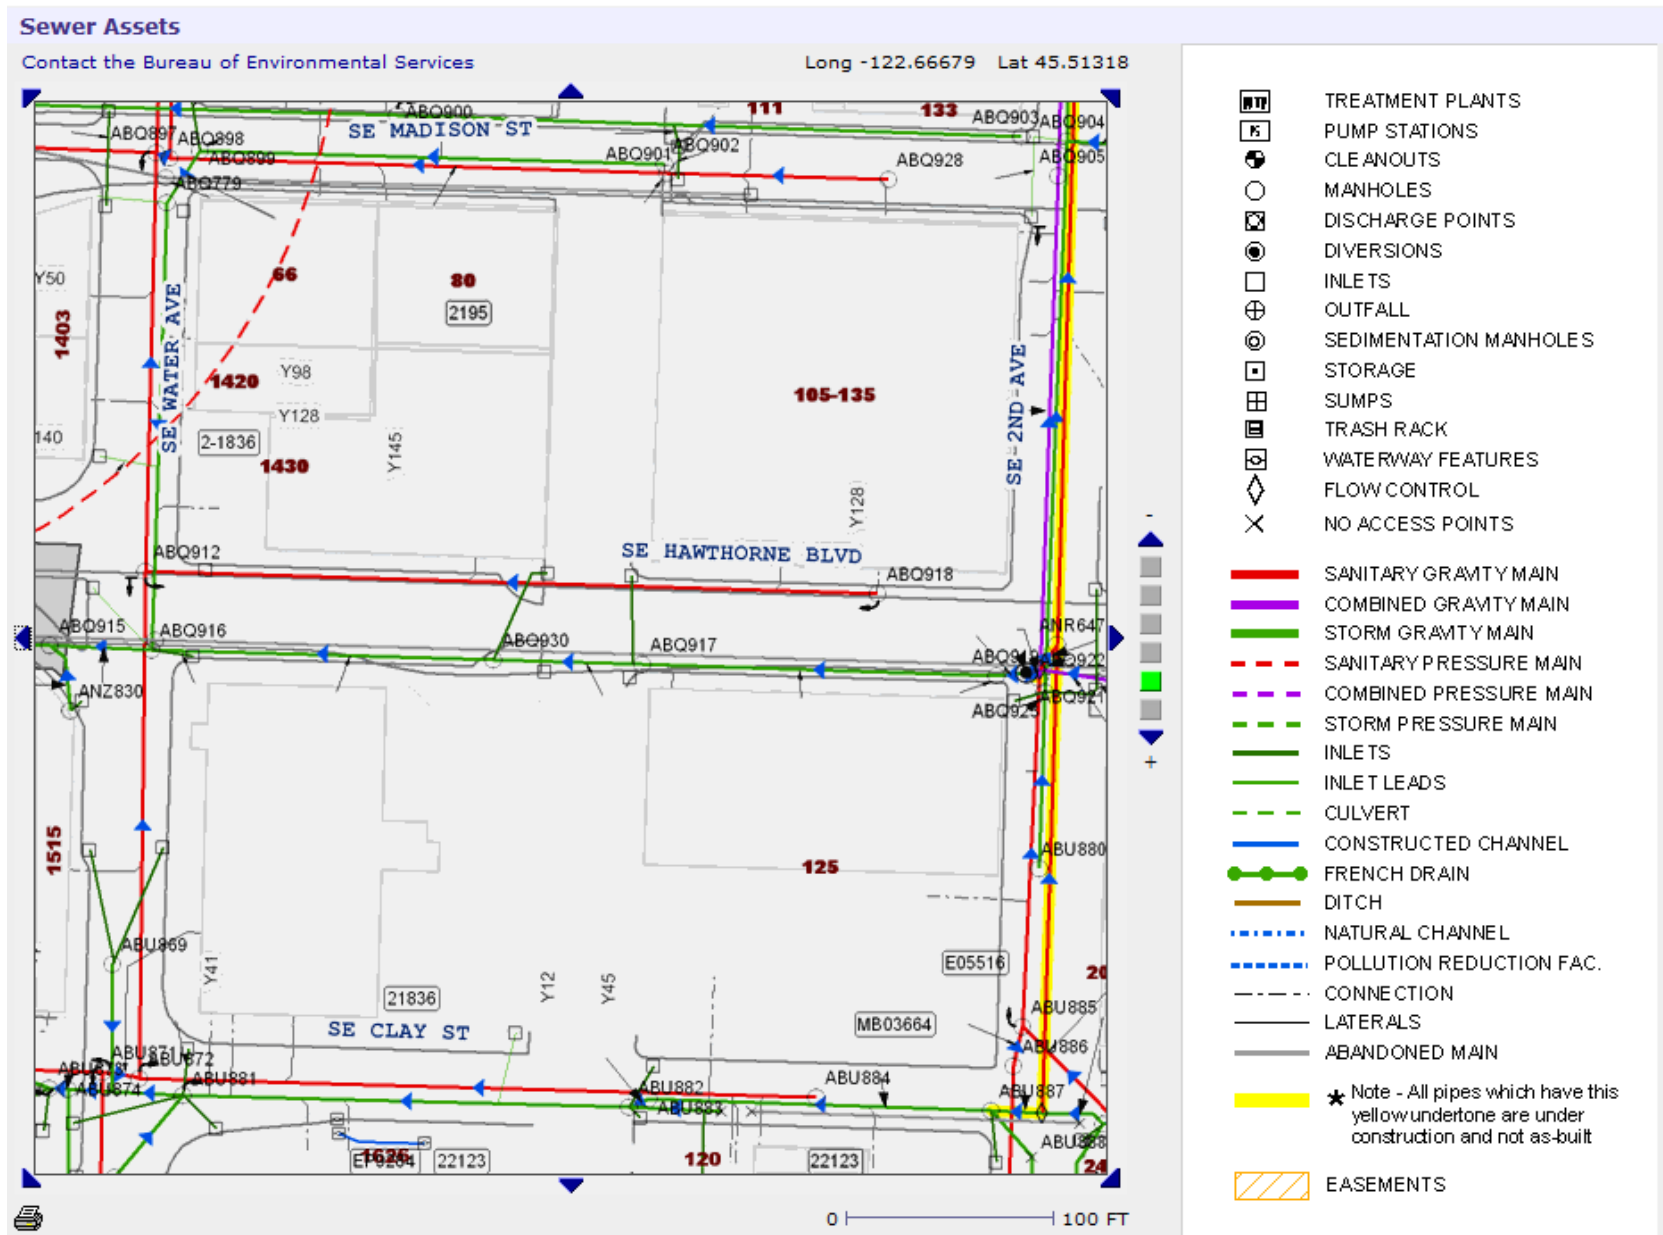 Sewer Assets
Contact the Bureau of Environmental Services
Long -122.66679 Lat 45.51318
ABQ900
111
133
ABQ903
ABQ904
SE MADISON ST
ABQ897
ABQ898
ABQ899
ABQ901
ABQ902
ABQ928
ABQ905
ABQ779
Y50
66
80
2195
1403
SE WATER AVE
Y98
1420
105-135
SE 2ND AVE
Y128
140
2-1836
Y145
1430
Y128
ABQ912
SE HAWTHORNE BLVD
ABQ918
ABQ915
ABQ916
ABQ930
ABQ917
ANR647
ABQ921
ANZ830
ABQ925
1515
125
ABU880
ABU869
Y41
Y12
Y45
E05516
20
21836
SE CLAY ST
MB03664
ABU885
ABU886
ABU871
ABU872
ABU874
ABU881
ABU882
ABU883
ABU884
ABU887
ABU888
1626
22123
120
22123
24
0
100 FT
-
+
TREATMENT PLANTS
PUMP STATIONS
CLEANOUTS
MANHOLES
DISCHARGE POINTS
DIVERSIONS
INLETS
OUTFALL
SEDIMENTATION MANHOLES
STORAGE
SUMPS
TRASH RACK
WATERWAY FEATURES
FLOW CONTROL
NO ACCESS POINTS
SANITARY GRAVITY MAIN
COMBINED GRAVITY MAIN
STORM GRAVITY MAIN
SANITARY PRESSURE MAIN
COMBINED PRESSURE MAIN
STORM PRESSURE MAIN
INLETS
INLET LEADS
CULVERT
CONSTRUCTED CHANNEL
FRENCH DRAIN
DITCH
NATURAL CHANNEL
POLLUTION REDUCTION FAC.
CONNECTION
LATERALS
ABANDONED MAIN
Note - All pipes which have this
yellow undertone are under
construction and not as-built
EASEMENTS